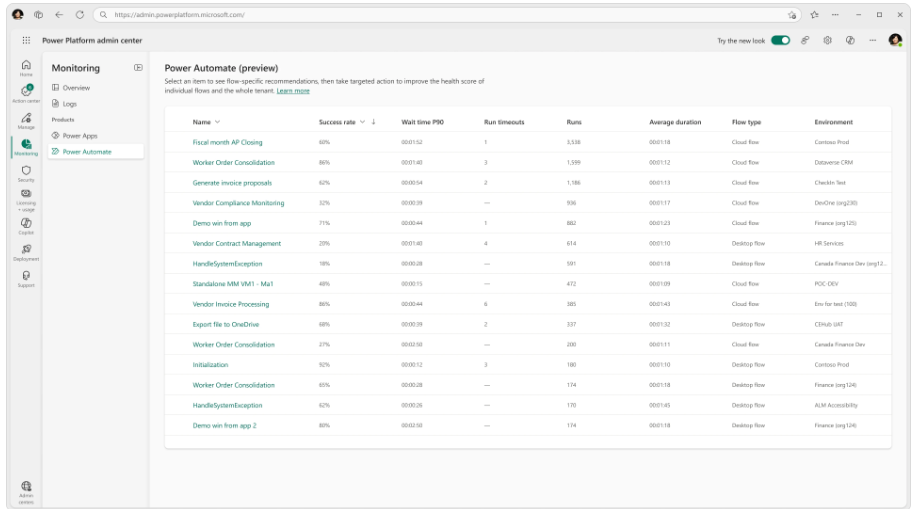 https://admin.powerplatform.microsoft.com/
Power Platform admin center
Try the new look
Home
Action center
Manage
Monitoring
Security
Licensing + usage
Copilot
Deployment
Support
Admin centers
Monitoring
Overview
Logs
Products
Power Apps
Power Automate
Power Automate (preview)
Select an item to see flow-specific recommendations, then take targeted action to improve the health score of
individual flows and the whole tenant. Learn more
Name Success rate Wait time P90 Run timeouts Runs Average duration Flow type Environment
Fiscal month AP Closing 60% 00:01:52 1 3,538 00:01:18 Cloud flow Contoso Prod
Worker Order Consolidation 86% 00:01:40 3 1,599 00:01:12 Cloud flow Dataverse CRM
Generate invoice proposals 62% 00:00:54 2 1,186 00:01:13 Cloud flow Checkin Test
Vendor Compliance Monitoring 32% 00:00:39 --- 936 00:01:17 Cloud flow DevOne (org230)
Demo win from app 71% 00:00:44 1 882 00:01:23 Cloud flow Finance (org125)
Vendor Contract Management 20% 00:01:40 4 614 00:01:10 Desktop flow HR Services
HandleSystemException 18% 00:00:28 --- 591 00:01:18 Desktop flow Canada Finance Dev (org12...
Standalone MM VM1 - Ma1 48% 00:00:15 --- 472 00:01:09 Cloud flow POC-DEV
Vendor Invoice Processing 86% 00:00:44 6 385 00:01:43 Cloud flow Env for test (100)
Export file to OneDrive 68% 00:00:39 2 337 00:01:32 Desktop flow CEHub UAT
Worker Order Consolidation 27% 00:02:50 --- 200 00:01:11 Cloud flow Canada Finance Dev
Initialization 92% 00:00:12 3 180 00:01:10 Desktop flow Contoso Prod
Worker Order Consolidation 65% 00:00:28 --- 174 00:01:18 Desktop flow Finance (org124)
HandleSystemException 62% 00:00:26 --- 170 00:01:45 Desktop flow ALM Accessibility
Demo win from app 2 80% 00:02:50 --- 174 00:01:18 Desktop flow Finance (org124)